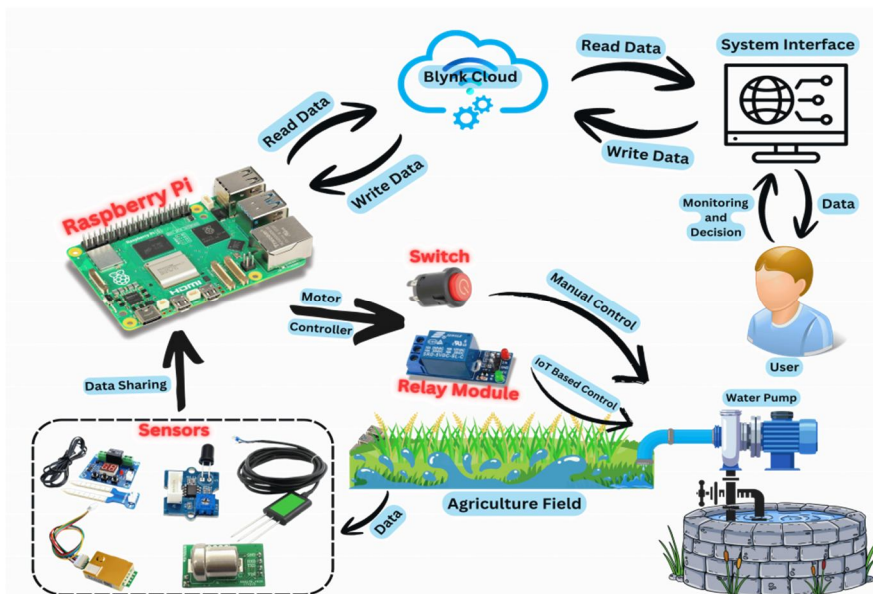 Blynk Cloud
Read Data
System Interface
Read Data
Write Data
Write Data
Raspberry Pi
HDMI
Monitoring
and
Decision
Data
Switch
Motor
Controller
Manual Control
User
Relay Module
IoT Based Control
Water Pump
Data Sharing
Sensors
Agriculture Field
Data